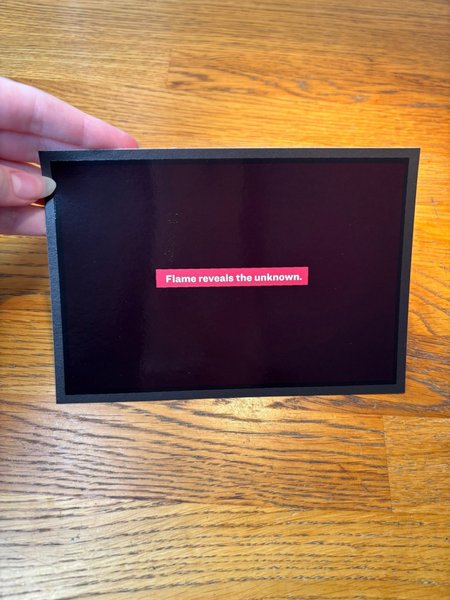 Flame reveals the unknown.